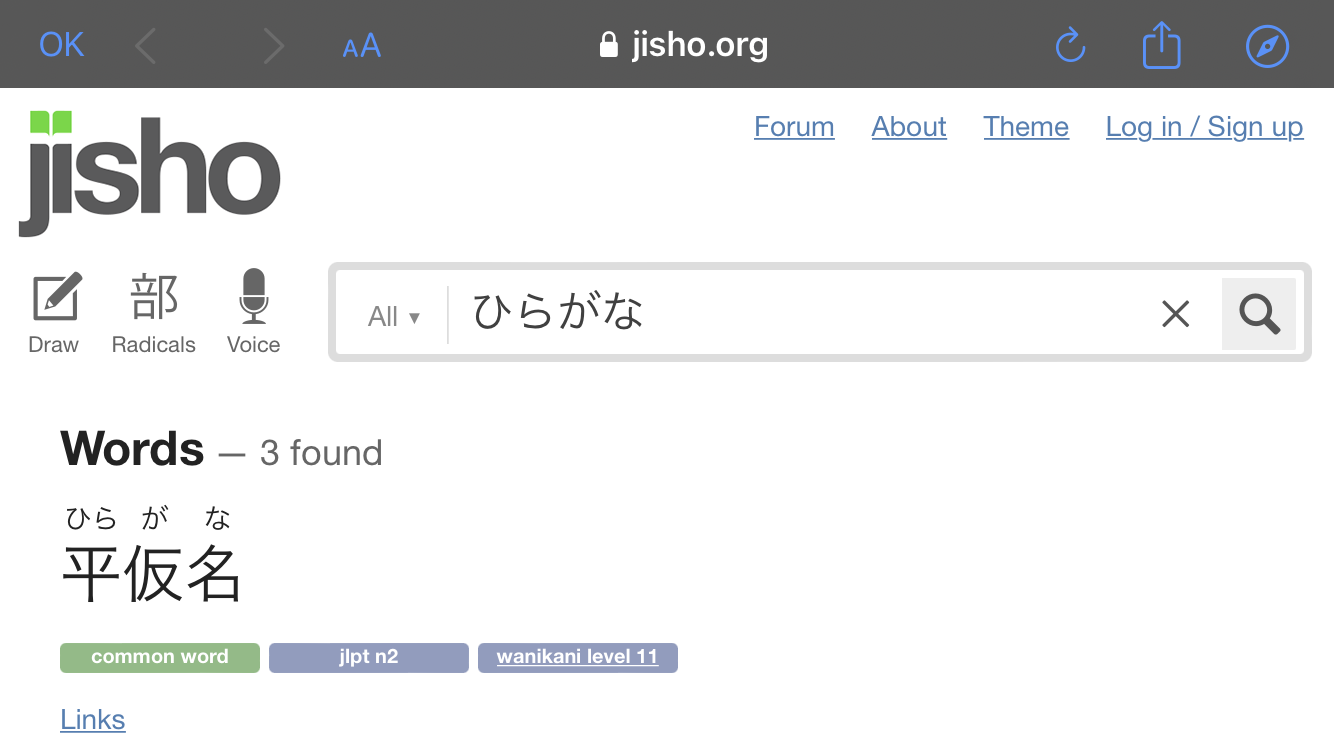 OK AA jisho.org
jisho
Forum About Theme Log in / Sign up
部
Draw Radicals Voice
All ▾ ひらがな
Words — 3 found
ひら が な
平仮名
common word jlpt n2 wanikani level 11
Links